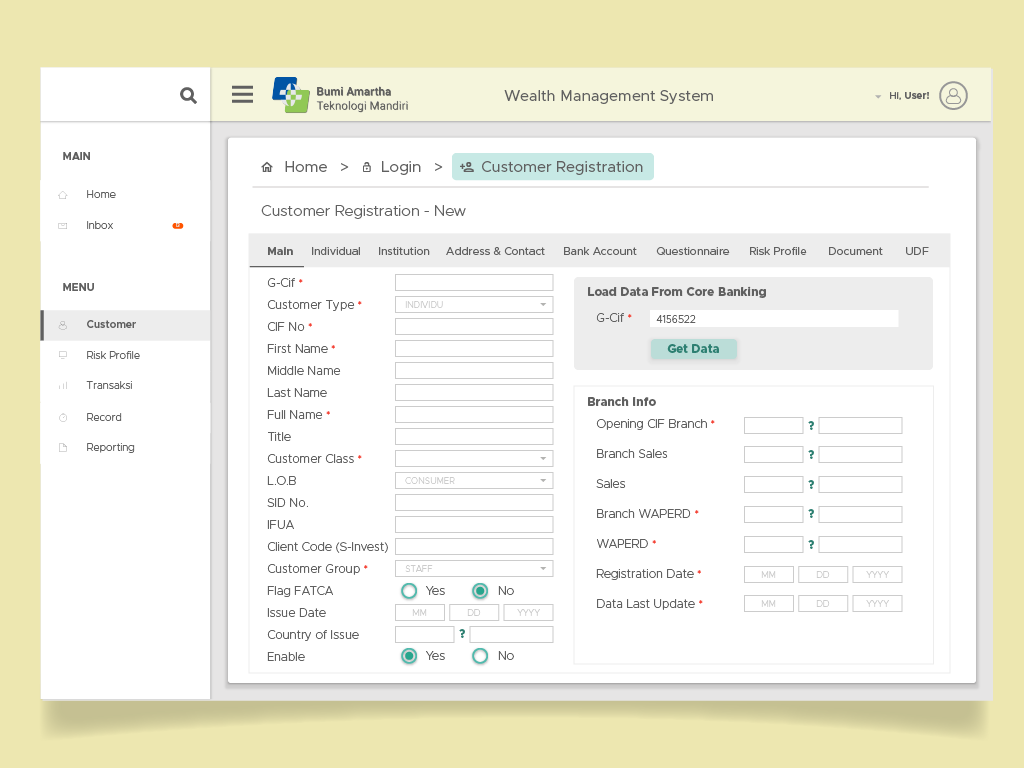 Bumi Amartha
Teknologi Mandiri
Wealth Management System
Hi, User!
MAIN
Home
Inbox
MENU
Customer
Risk Profile
Transaksi
Record
Reporting
Home > Login > Customer Registration
Customer Registration - New
Main Individual Institution Address & Contact Bank Account Questionnaire Risk Profile Document UDF
G-Cif *
Customer Type * INDIVIDU
CIF No *
First Name *
Middle Name
Last Name
Full Name *
Title
Customer Class *
L.O.B CONSUMER
SID No.
IFUA
Client Code (S-Invest)
Customer Group * STAFF
Flag FATCA Yes No
Issue Date MM DD YYYY
Country of Issue ?
Enable Yes No
Load Data From Core Banking
G-Cif * 4156522
Get Data
Branch Info
Opening CIF Branch * ?
Branch Sales ?
Sales ?
Branch WAPERD * ?
WAPERD * ?
Registration Date * MM DD YYYY
Data Last Update * MM DD YYYY